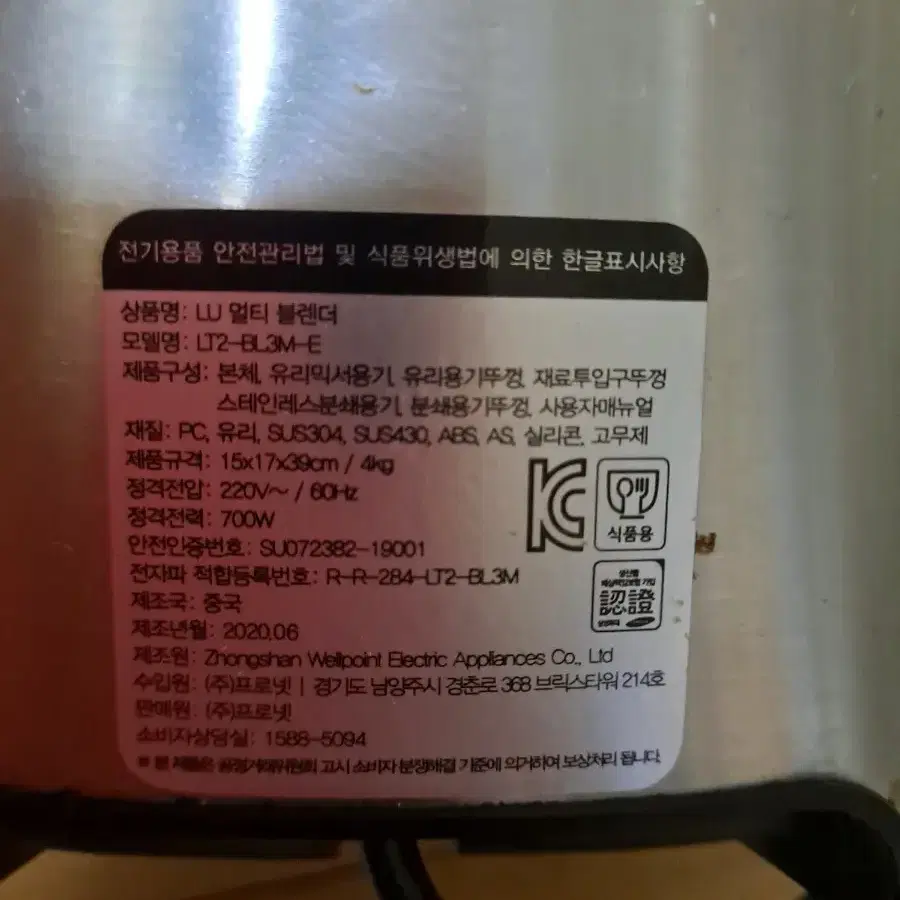 전기용품 안전관리법 및 식품위생법에 의한 한글표시사항
상품명: LU 멀티 블렌더
모델명: LT2-BL3M-E
제품구성: 본체, 유리믹서용기, 유리용기뚜껑, 재료투입구뚜껑
스테인레스분쇄용기, 분쇄용기뚜껑, 사용자매뉴얼
재질: PC, 유리, SUS304, SUS430, ABS, AS, 실리콘, 고무제
제품규격: 15x17x39cm / 4kg
정격전압: 220V~ / 60Hz
정격전력: 700W
식품용
안전인증번호: SU072382-19001
전자파 적합등록번호: R-R-284-LT2-BL3M
認證
제조국: 중국
제조년월: 2020.06
제조원: Zhongshan Wellpoint Electric Appliances Co., Ltd
수입원: (주)프로넷 | 경기도 남양주시 경춘로 368 브릭스타워 214호
판매원: (주)프로넷
소비자상담실: 1588-5094
※ 본 제품은 공정거래위원회 고시 소비자 분쟁해결 기준에 의거하여 보상처리 됩니다.